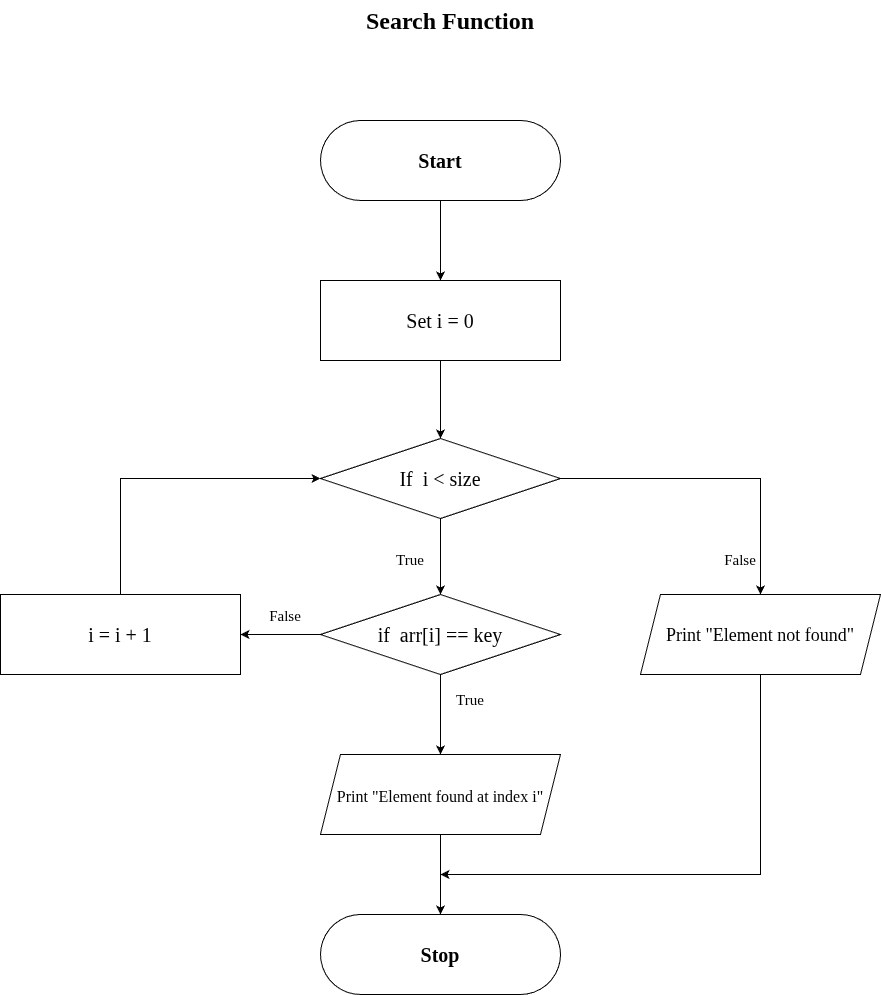 Search Function
Start
Set i = 0
If  i < size
True
False
False
i = i + 1
if  arr[i] == key
Print "Element not found"
True
Print "Element found at index i"
Stop